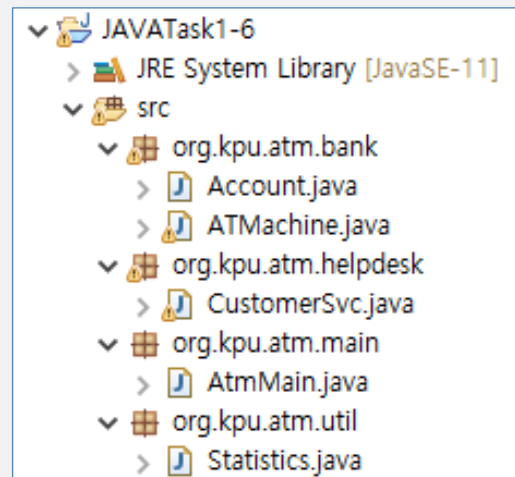 JAVATask1-6
JRE System Library [JavaSE-11]
src
org.kpu.atm.bank
Account.java
ATMachine.java
org.kpu.atm.helpdesk
CustomerSvc.java
org.kpu.atm.main
AtmMain.java
org.kpu.atm.util
Statistics.java